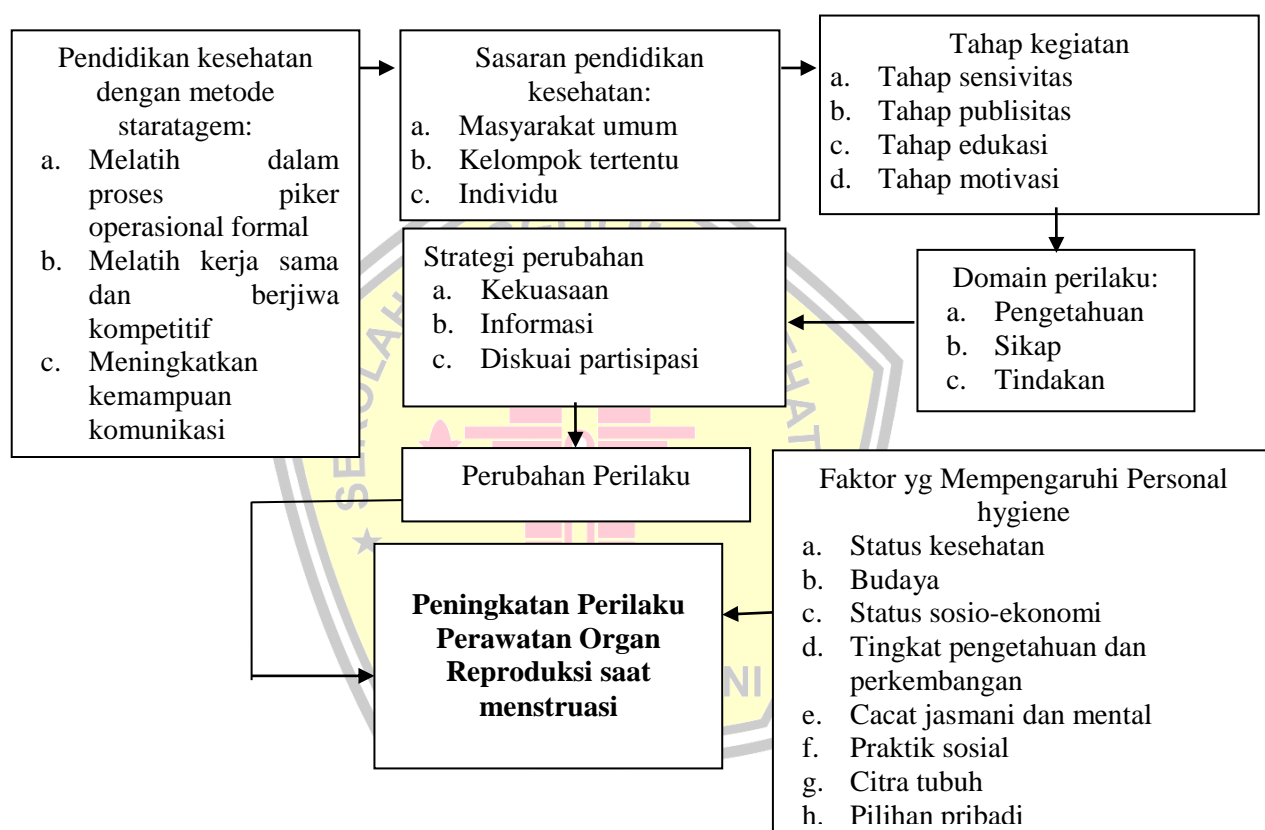 Pendidikan kesehatan
dengan metode
staratagem:
a. Melatih dalam
proses piker
operasional formal
b. Melatih kerja sama
dan berjiwa
kompetitif
c. Meningkatkan
kemampuan
komunikasi
Sasaran pendidikan
kesehatan:
a. Masyarakat umum
b. Kelompok tertentu
c. Individu
Tahap kegiatan
a. Tahap sensivitas
b. Tahap publisitas
c. Tahap edukasi
d. Tahap motivasi
Domain perilaku:
a. Pengetahuan
b. Sikap
c. Tindakan
Strategi perubahan
a. Kekuasaan
b. Informasi
c. Diskuai partisipasi
Perubahan Perilaku
Peningkatan Perilaku
Perawatan Organ
Reproduksi saat
menstruasi
Faktor yg Mempengaruhi Personal
hygiene
a. Status kesehatan
b. Budaya
c. Status sosio-ekonomi
d. Tingkat pengetahuan dan
perkembangan
e. Cacat jasmani dan mental
f. Praktik sosial
g. Citra tubuh
h. Pilihan pribadi
SEKOLAH
NI